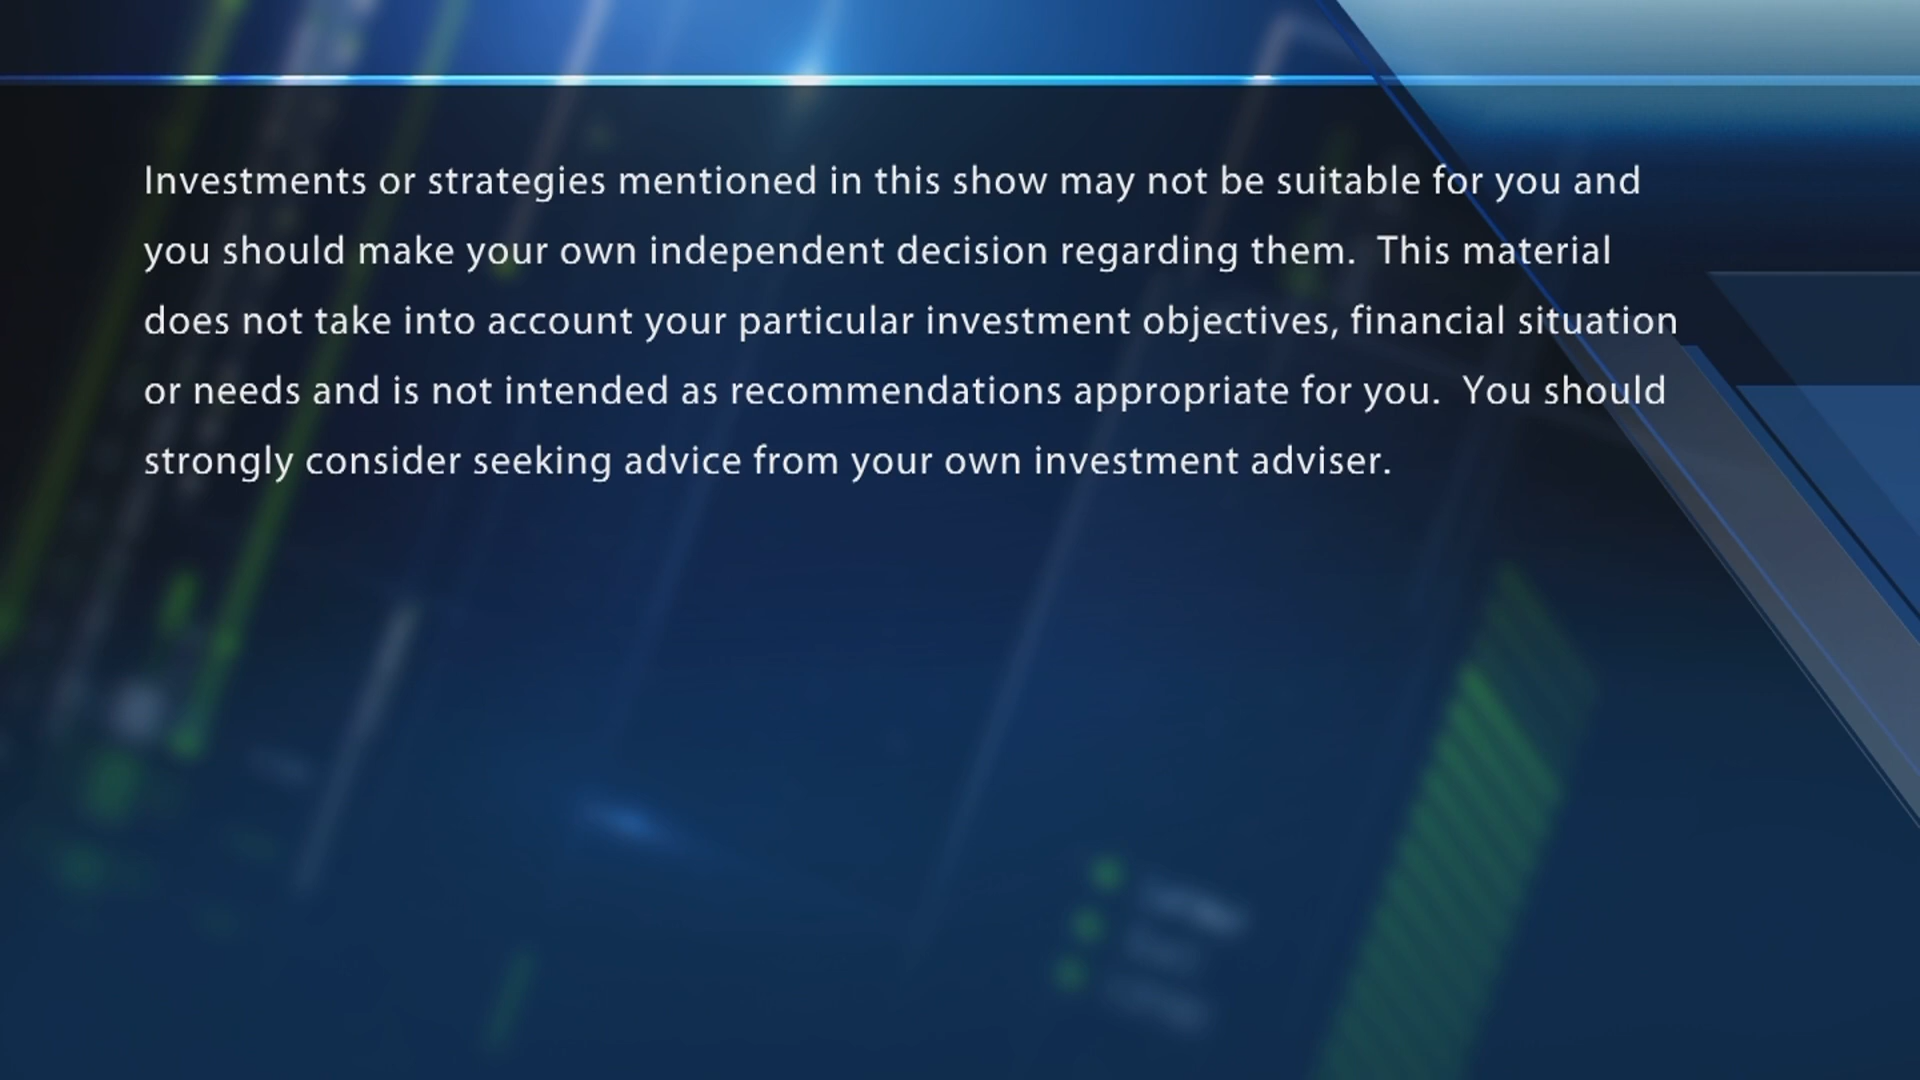 Investments or strategies mentioned in this show may not be suitable for you and
you should make your own independent decision regarding them.  This material
does not take into account your particular investment objectives, financial situation
or needs and is not intended as recommendations appropriate for you.  You should
strongly consider seeking advice from your own investment adviser.